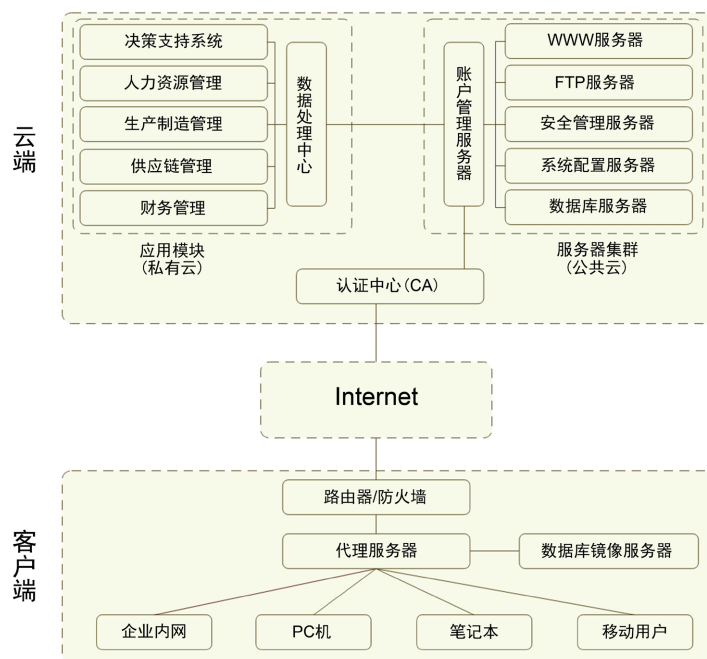 云端
决策支持系统
人力资源管理
生产制造管理
供应链管理
财务管理
数据处理中心
应用模块
(私有云)
账户管理服务器
WWW服务器
FTP服务器
安全管理服务器
系统配置服务器
数据库服务器
服务器集群
(公共云)
认证中心(CA)
Internet
客户端
路由器/防火墙
代理服务器
数据库镜像服务器
企业内网
PC机
笔记本
移动用户